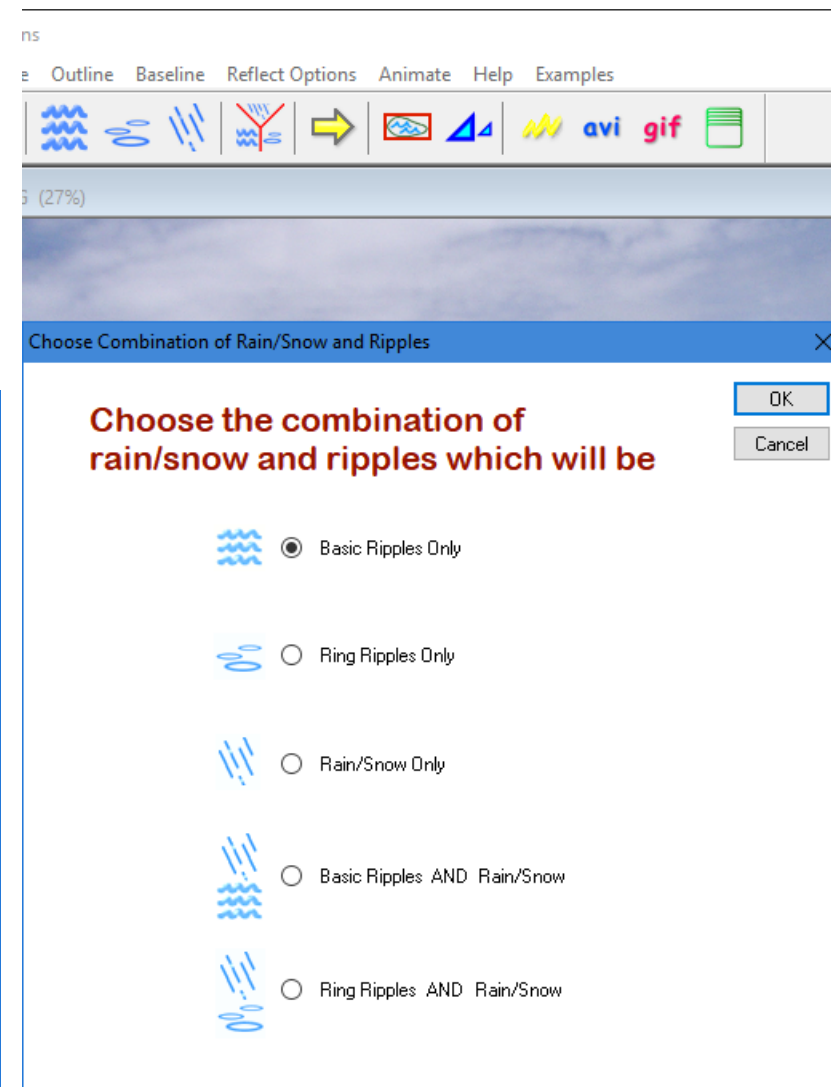 ns
e Outline Baseline Reflect Options Animate Help Examples
avi gif
G (27%)
Choose Combination of Rain/Snow and Ripples
Choose the combination of
rain/snow and ripples which will be
OK
Cancel
Basic Ripples Only
Ring Ripples Only
Rain/Snow Only
Basic Ripples AND Rain/Snow
Ring Ripples AND Rain/Snow